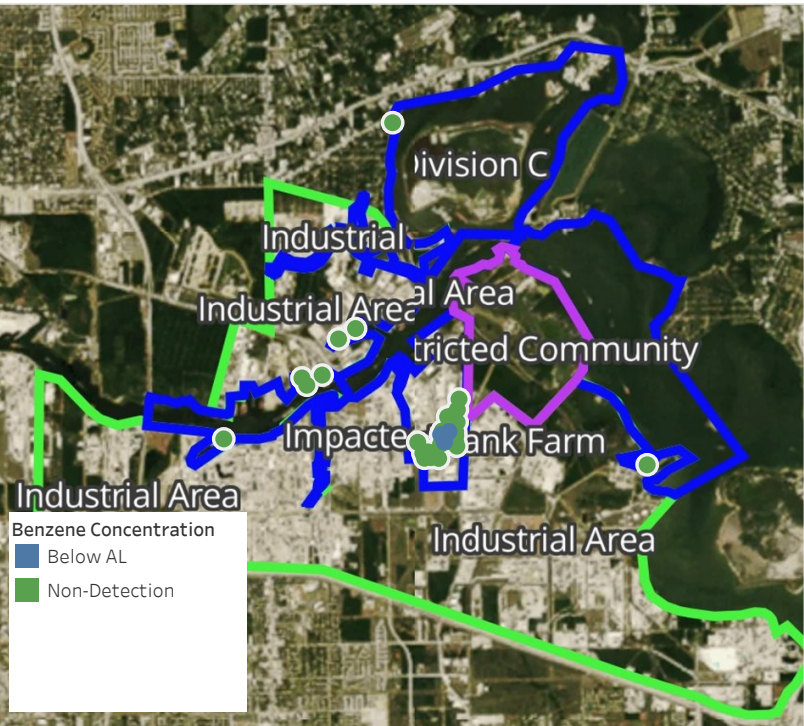 ivision C
Industrial
al Area
Industrial Area
tricted Community
Impacte
ank Farm
Industrial Area
Industrial Area
Benzene Concentration
Below AL
Non-Detection